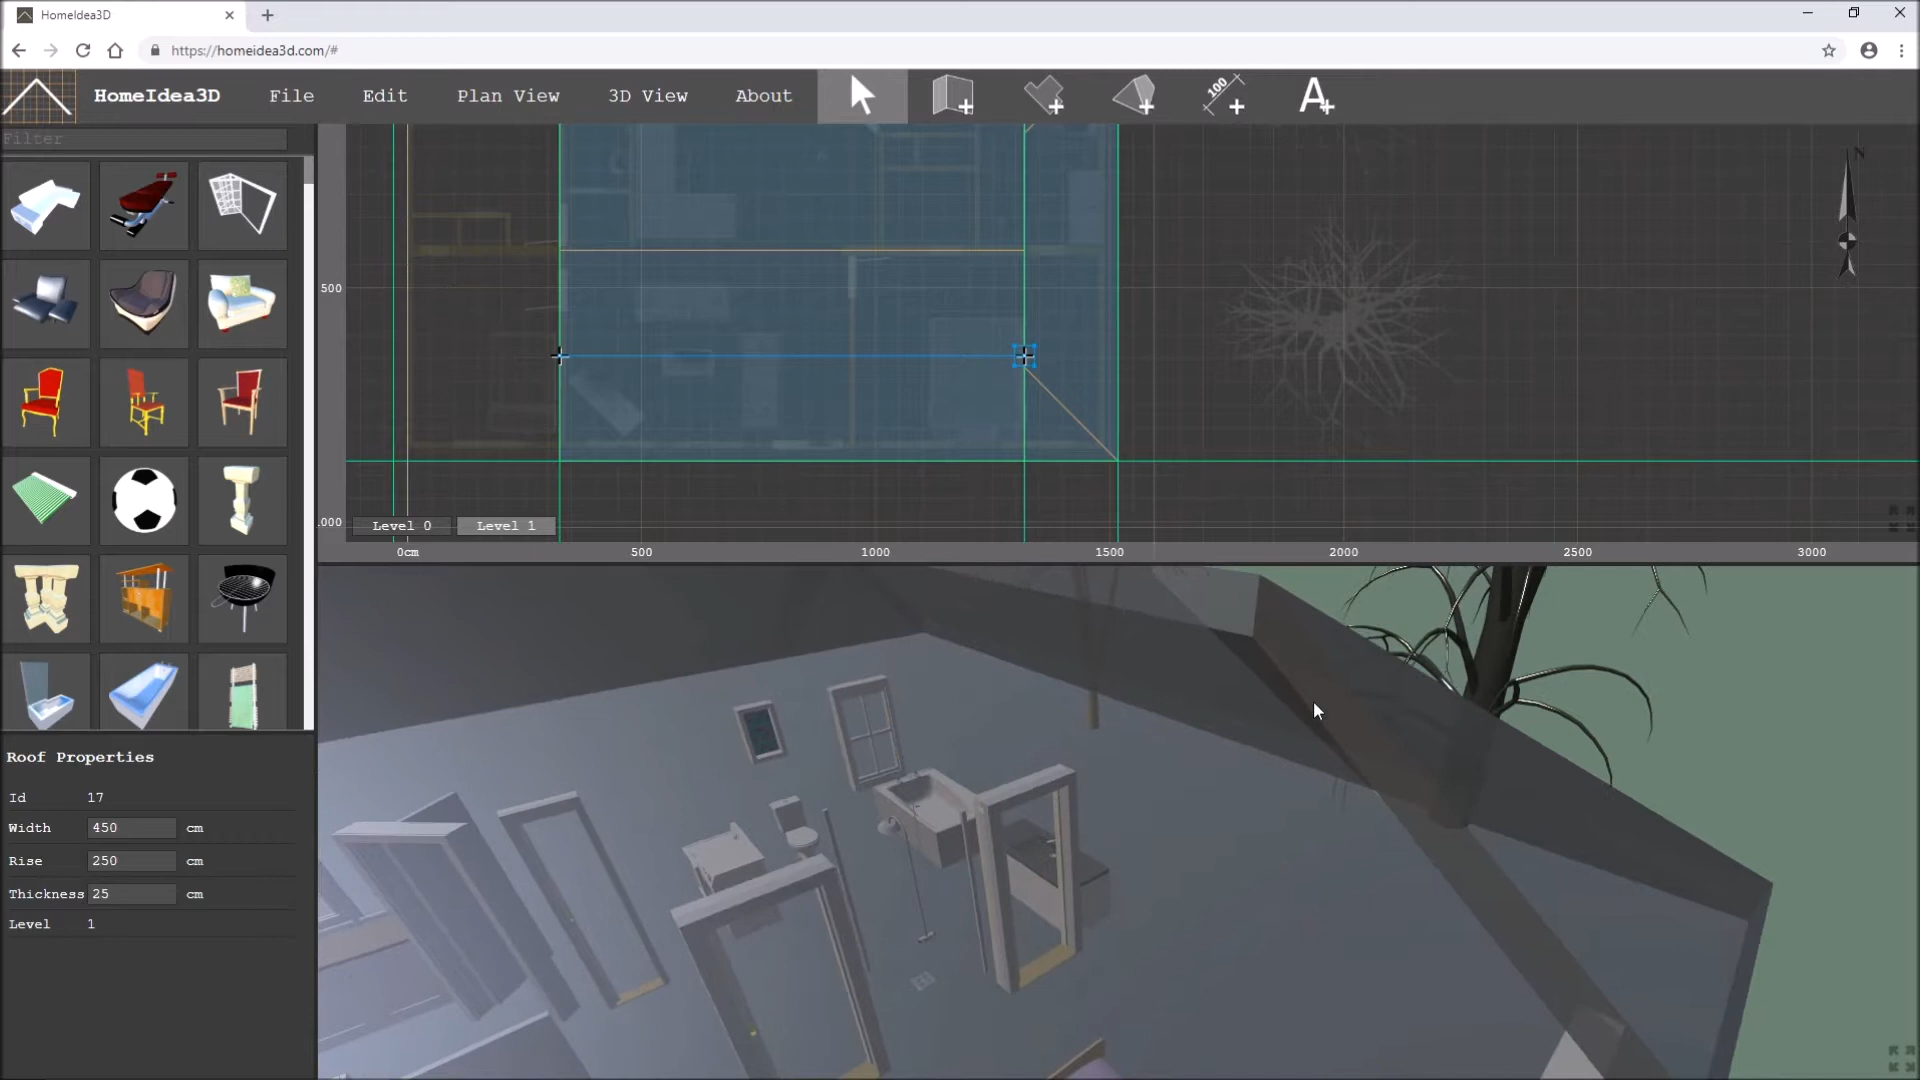 HomeIdea3D
https://homeidea3d.com/#
HomeIdea3D File Edit Plan View 3D View About 100 A
Filter
N
500
1000
Level 0 Level 1
0cm 500 1000 1500 2000 2500 3000
Roof Properties
Id 17
Width 450 cm
Rise 250 cm
Thickness 25 cm
Level 1